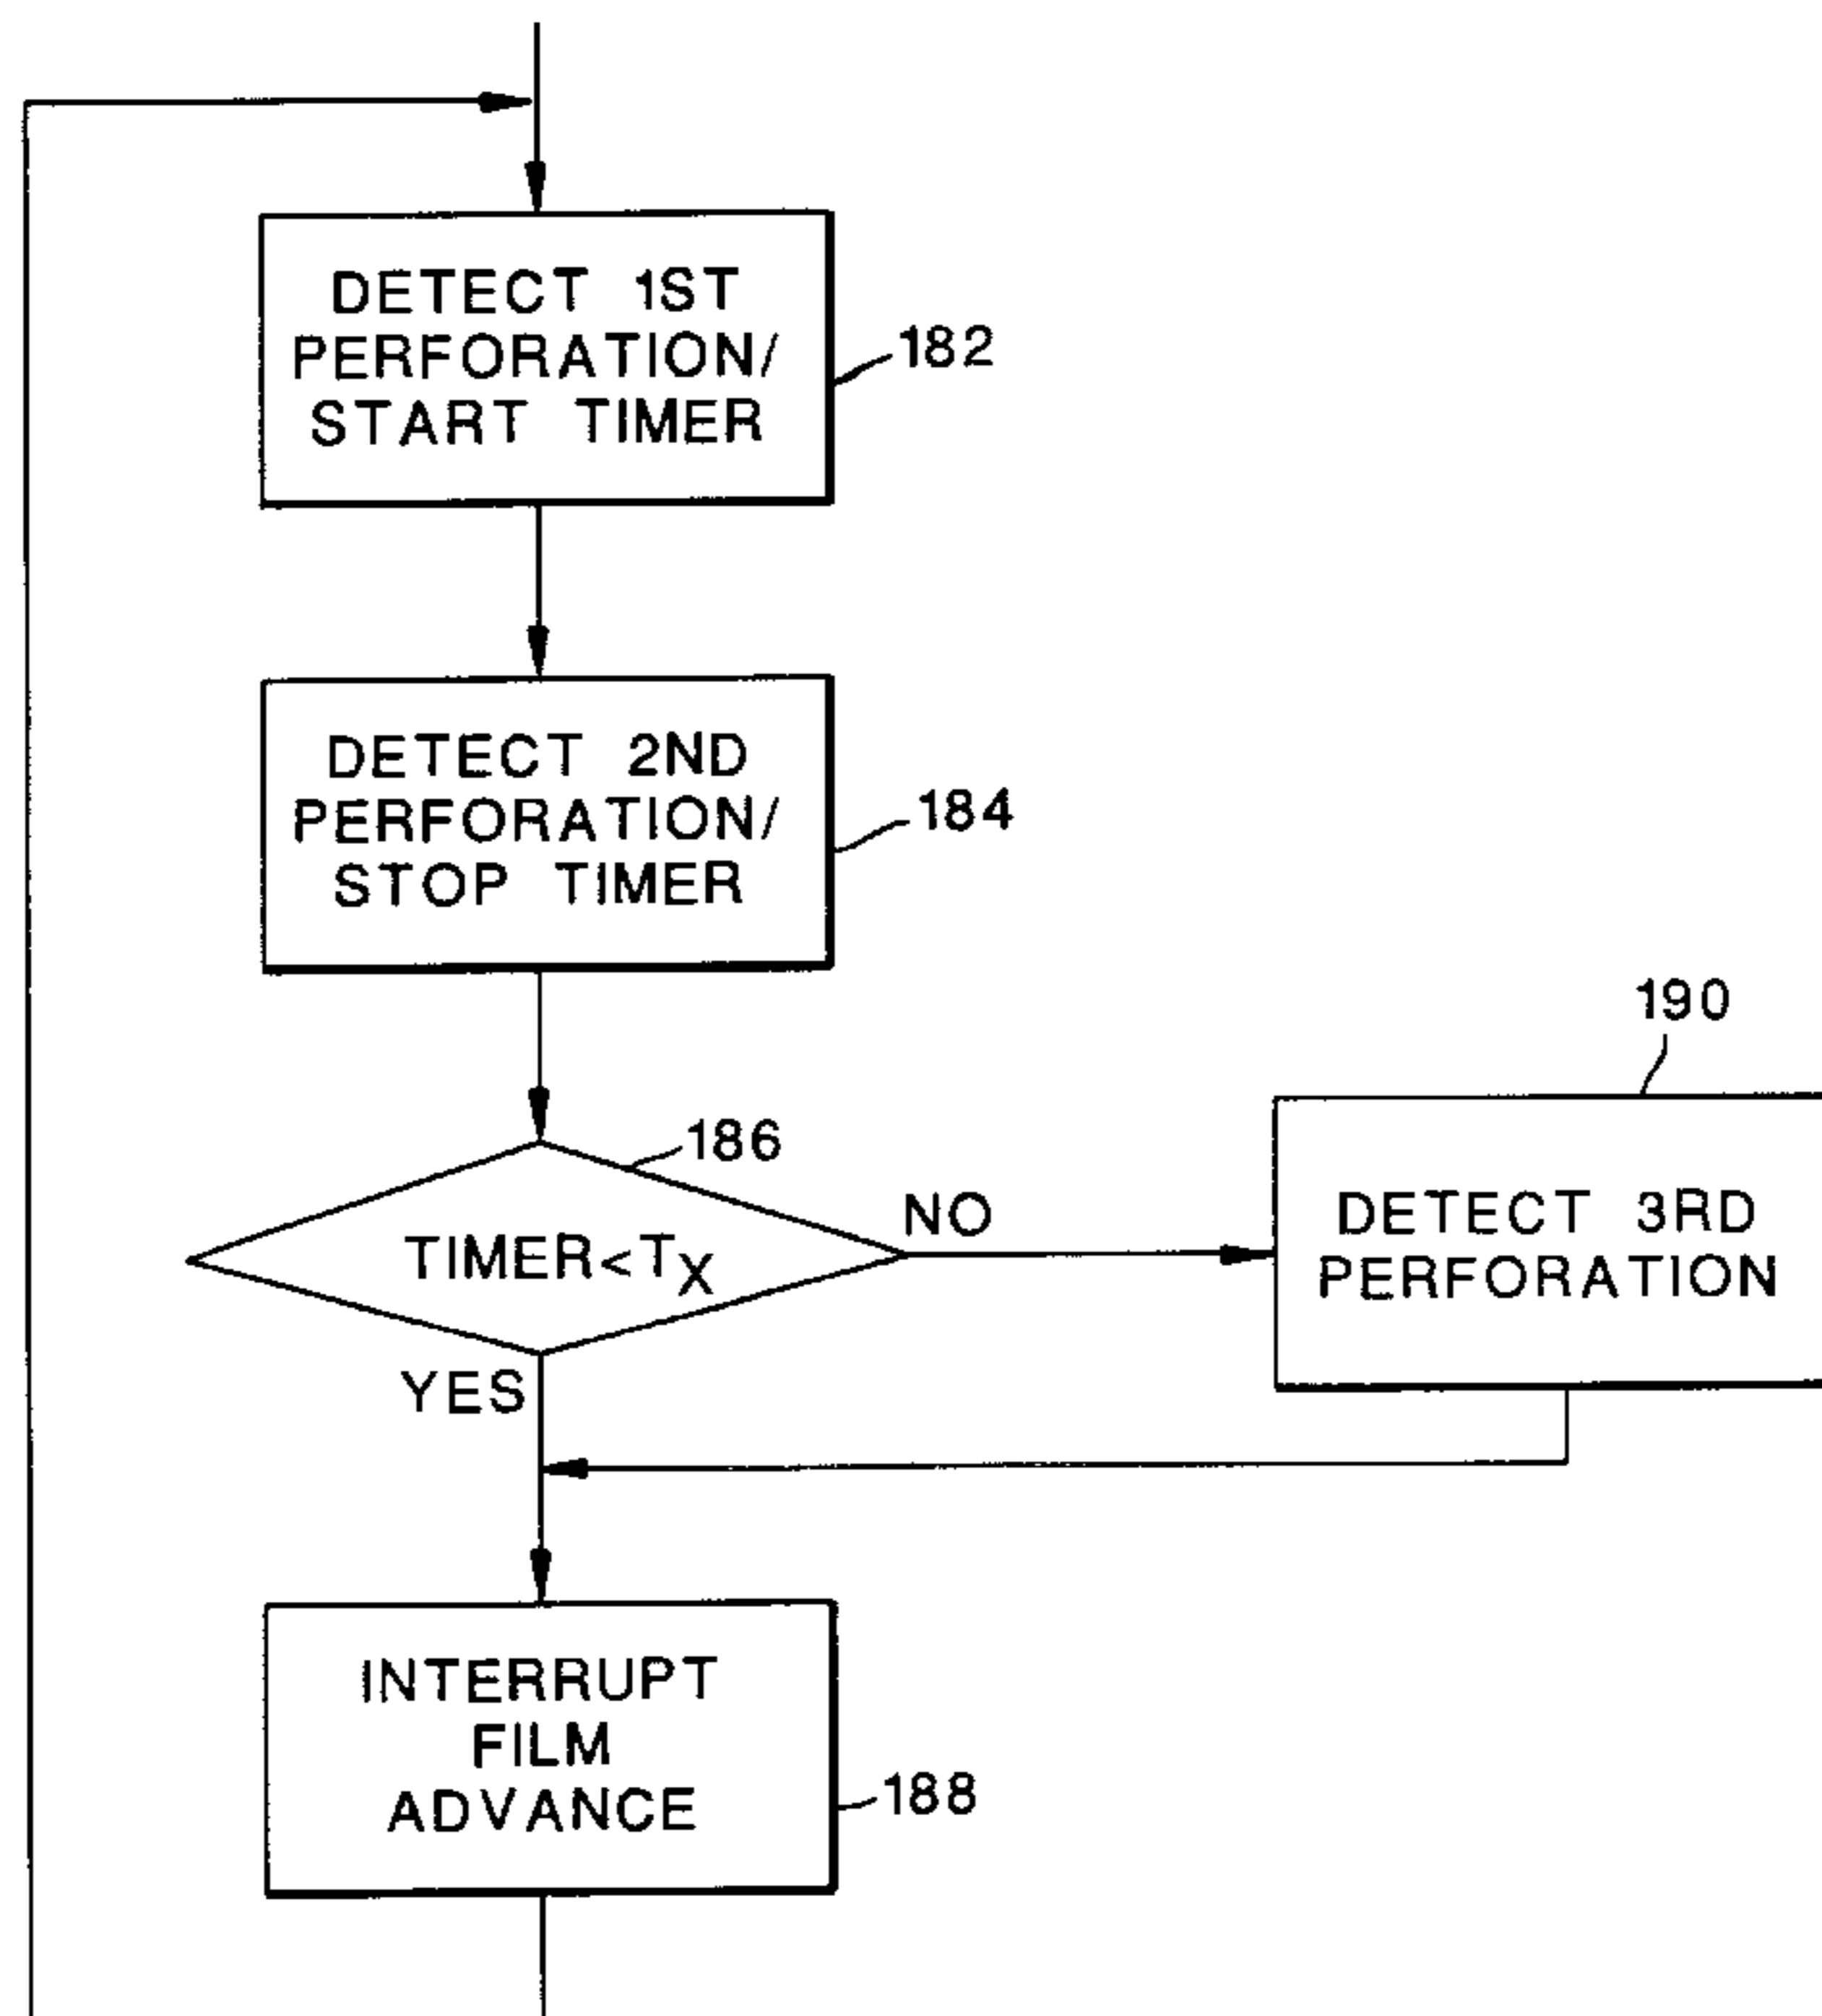 DETECT 1ST
PERFORATION/
START TIMER
182
DETECT 2ND
PERFORATION/
STOP TIMER
184
190
186
TIMER<TX
NO
DETECT 3RD
PERFORATION
YES
INTERRUPT
FILM
ADVANCE
188